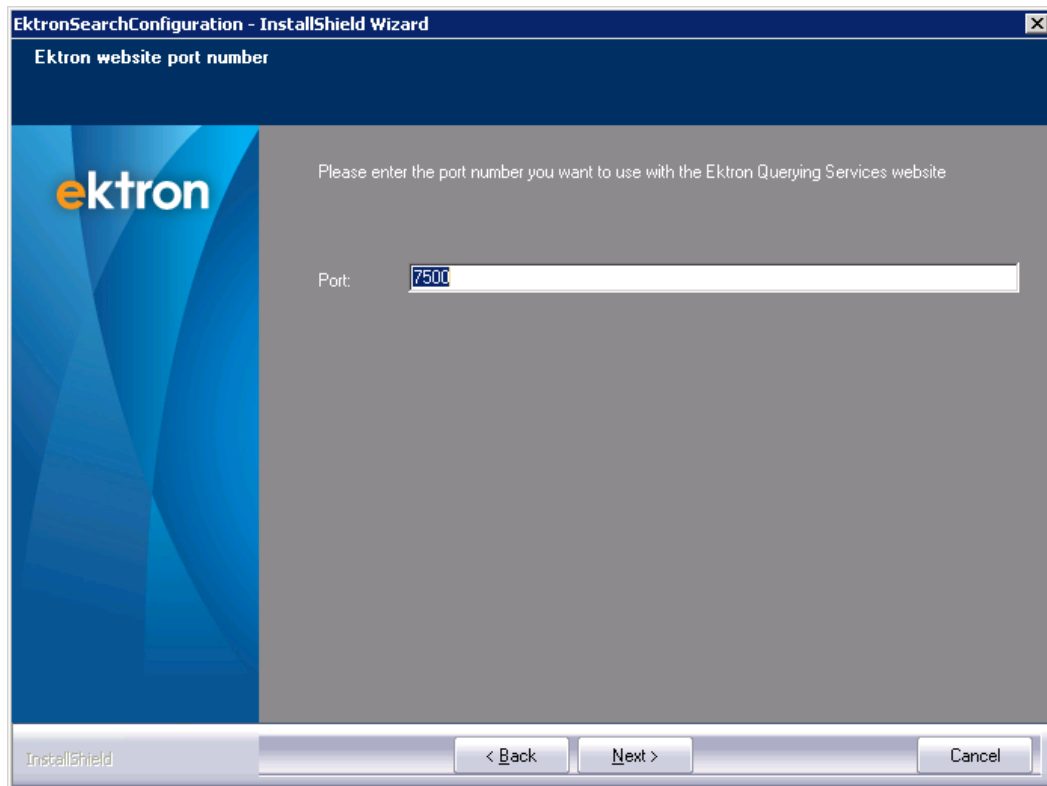 EktronSearchConfiguration - InstallShield Wizard
Ektron website port number
ektron
Please enter the port number you want to use with the Ektron Querying Services website
Port: 7500
InstallShield
< Back Next > Cancel